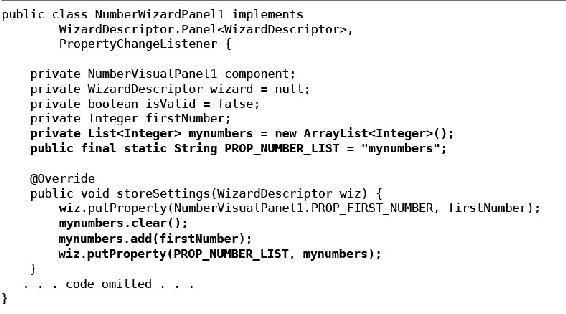 public class NumberWizardPanel1 implements
WizardDescriptor.Panel<WizardDescriptor>,
PropertyChangeListener {
private NumberVisualPanel1 component;
private WizardDescriptor wizard = null;
private boolean isValid = false;
private Integer firstNumber;
private List<Integer> mynumbers = new ArrayList<Integer>();
public final static String PROP_NUMBER_LIST = "mynumbers";
@Override
public void storeSettings(WizardDescriptor wiz) {
wiz.putProperty(NumberVisualPanel1.PROP_FIRST_NUMBER, firstNumber);
mynumbers.clear();
mynumbers.add(firstNumber);
wiz.putProperty(PROP_NUMBER_LIST, mynumbers);
}
. . . code omitted . . .
}